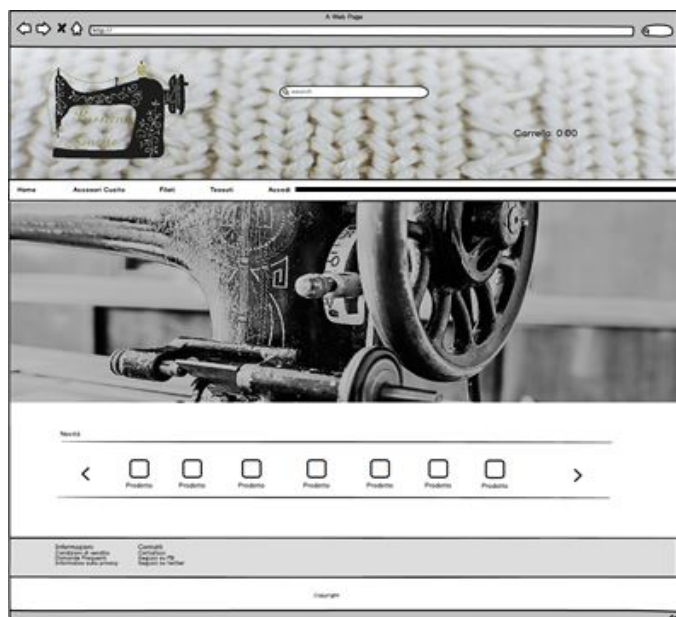 A Web Page
http://
search
Carrello 0.00
Home Accessori Cucito Filati Tessuti Accedi
Novità
Prodotto Prodotto Prodotto Prodotto Prodotto Prodotto Prodotto
Informazioni Contatti
Condizioni di vendita Contattaci
Domande Frequenti Seguici su FB
Informativa sulla privacy Seguici su twitter
Copyright